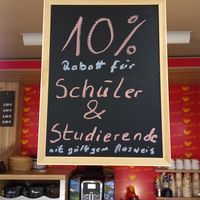 10%
Rabatt für
Schüler
&
Studierende
mit gültigem Ausweis